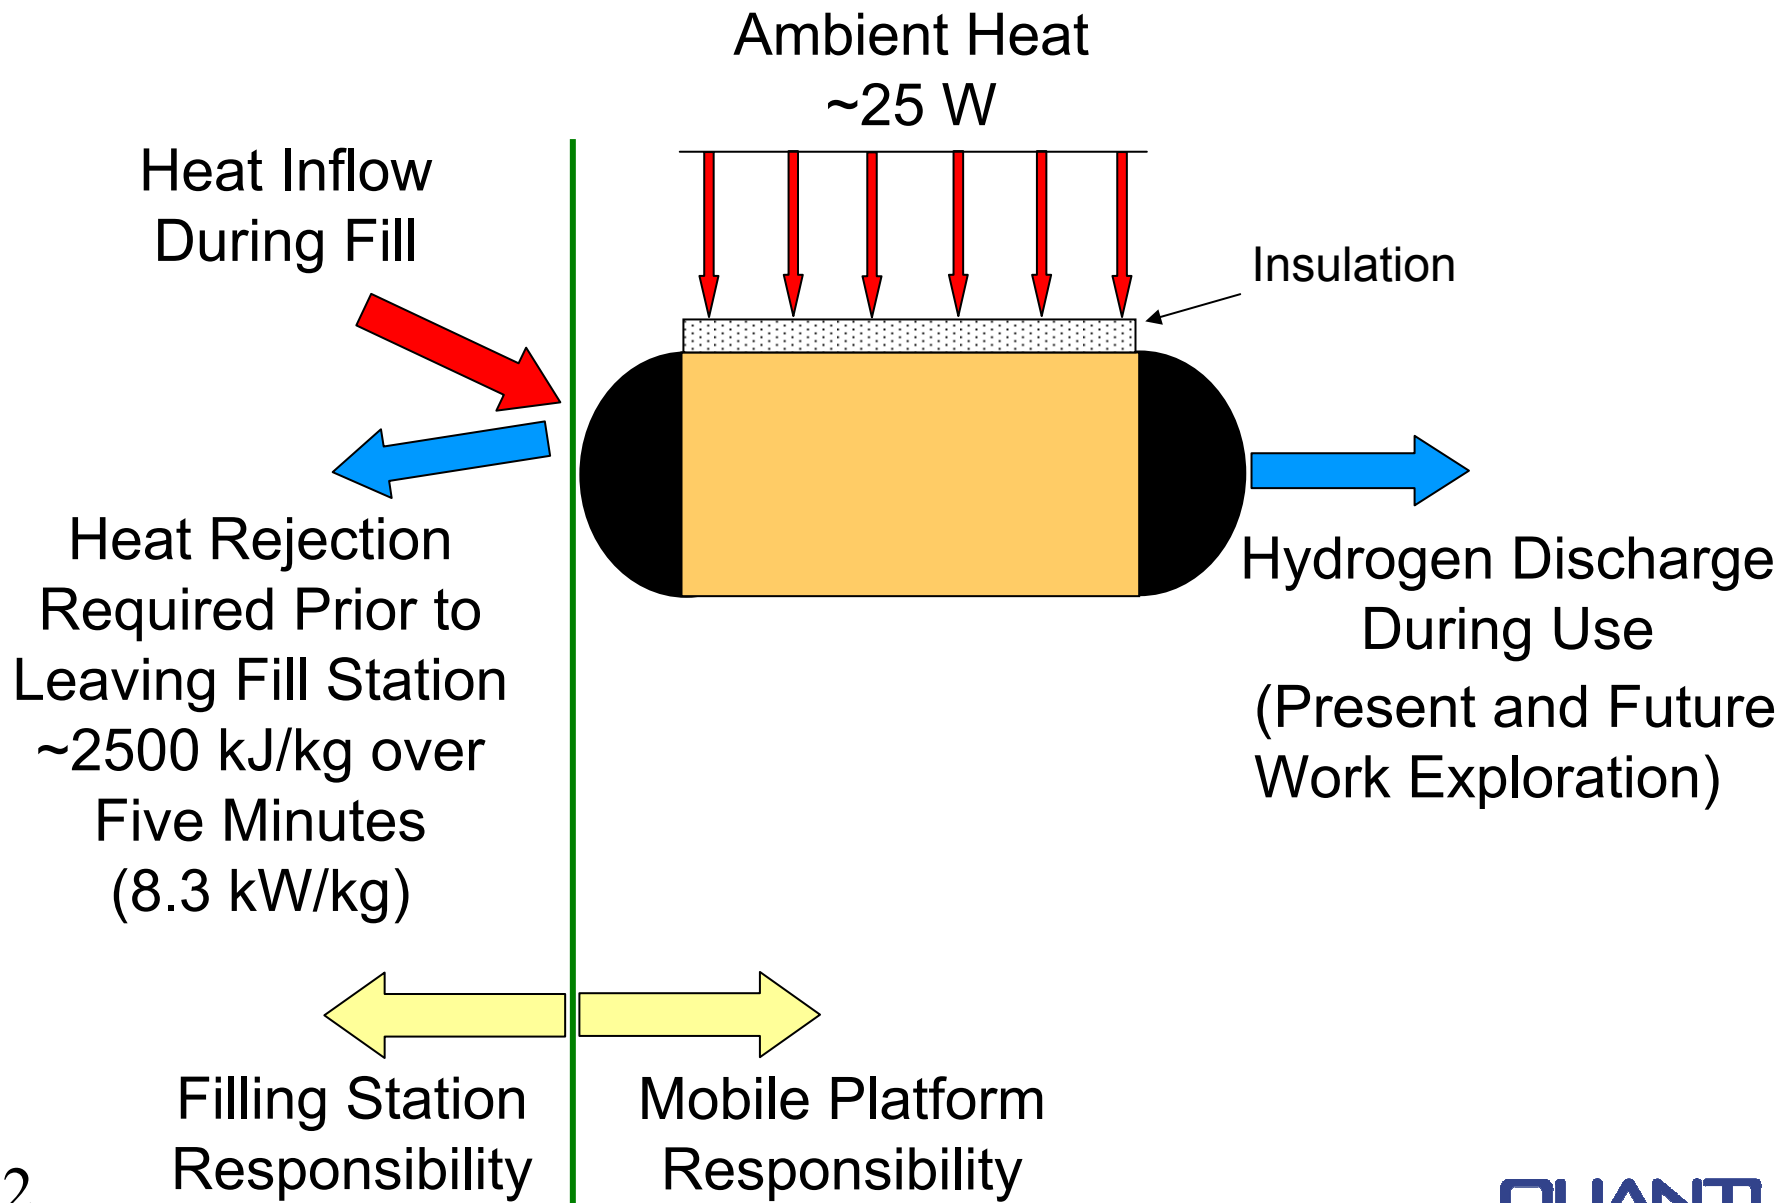 Ambient Heat
~25 W
Heat Inflow
During Fill
Insulation
Heat Rejection
Required Prior to
Leaving Fill Station
~2500 kJ/kg over
Five Minutes
(8.3 kW/kg)
Hydrogen Discharge
During Use
(Present and Future
Work Exploration)
Filling Station
Responsibility
Mobile Platform
Responsibility
2